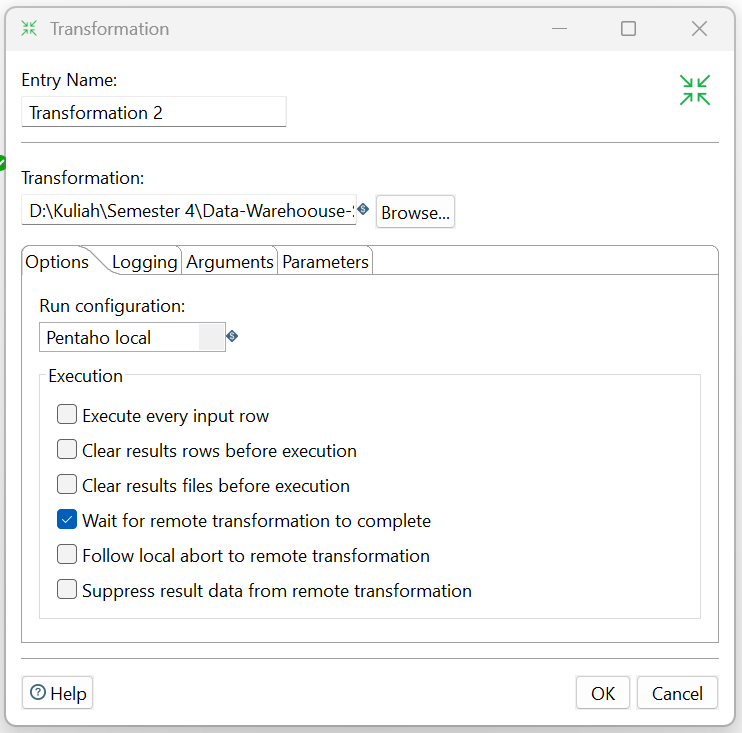 Transformation
Entry Name:
Transformation 2
Transformation:
D:\Kuliah\Semester 4\Data-Warehoouse-
Browse...
Options Logging Arguments Parameters
Run configuration:
Pentaho local
Execution
Execute every input row
Clear results rows before execution
Clear results files before execution
Wait for remote transformation to complete
Follow local abort to remote transformation
Suppress result data from remote transformation
Help OK Cancel